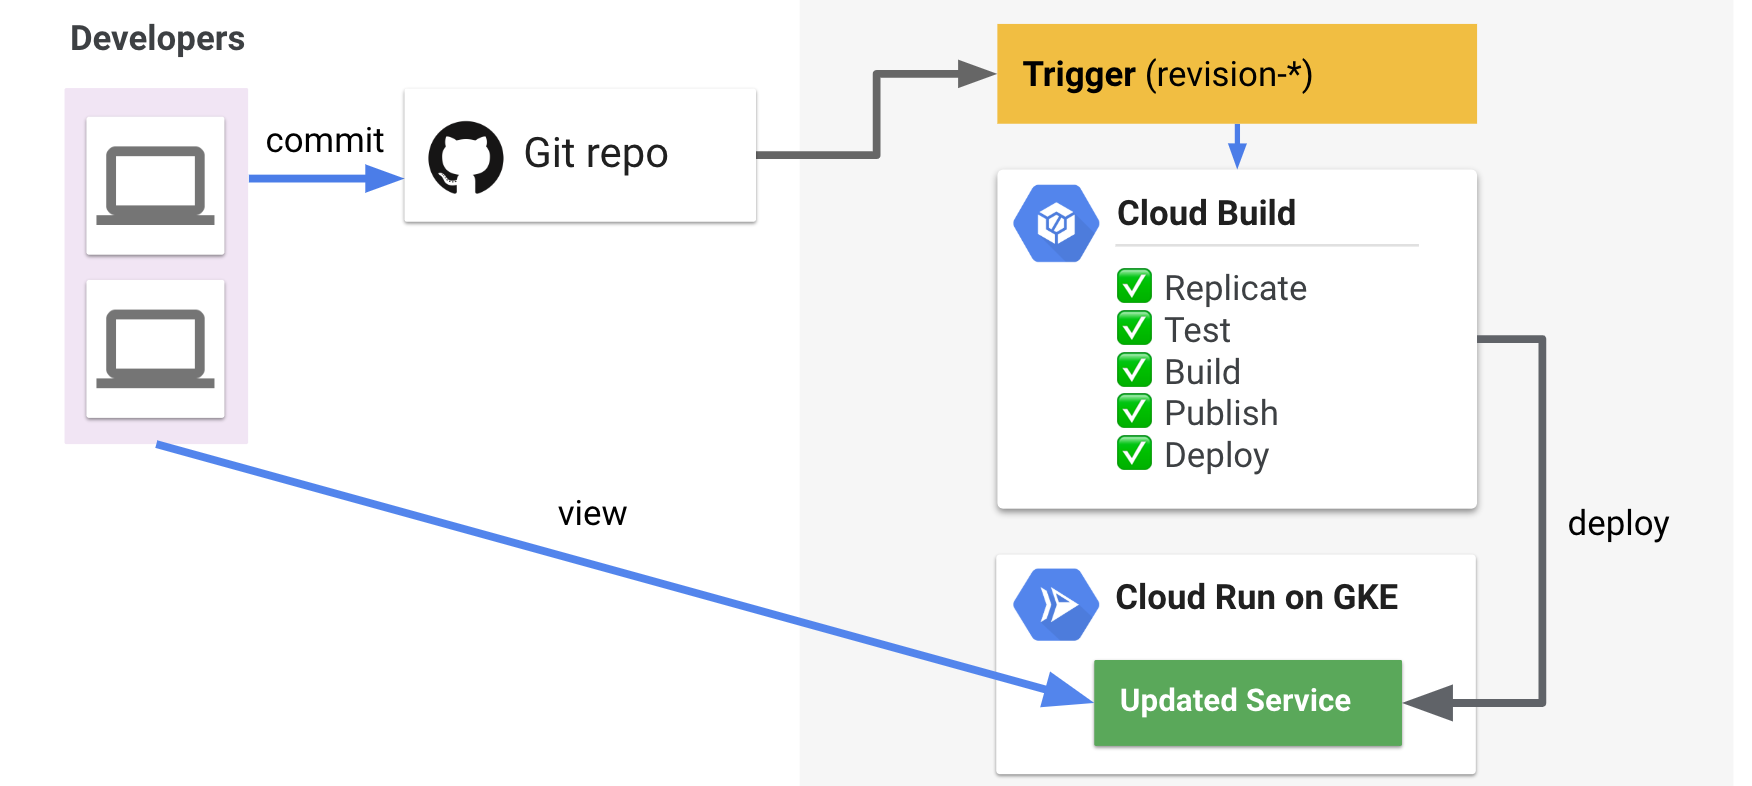 Developers
commit
Git repo
Trigger (revision-*)
Cloud Build
✅ Replicate
✅ Test
✅ Build
✅ Publish
✅ Deploy
view
deploy
Cloud Run on GKE
Updated Service